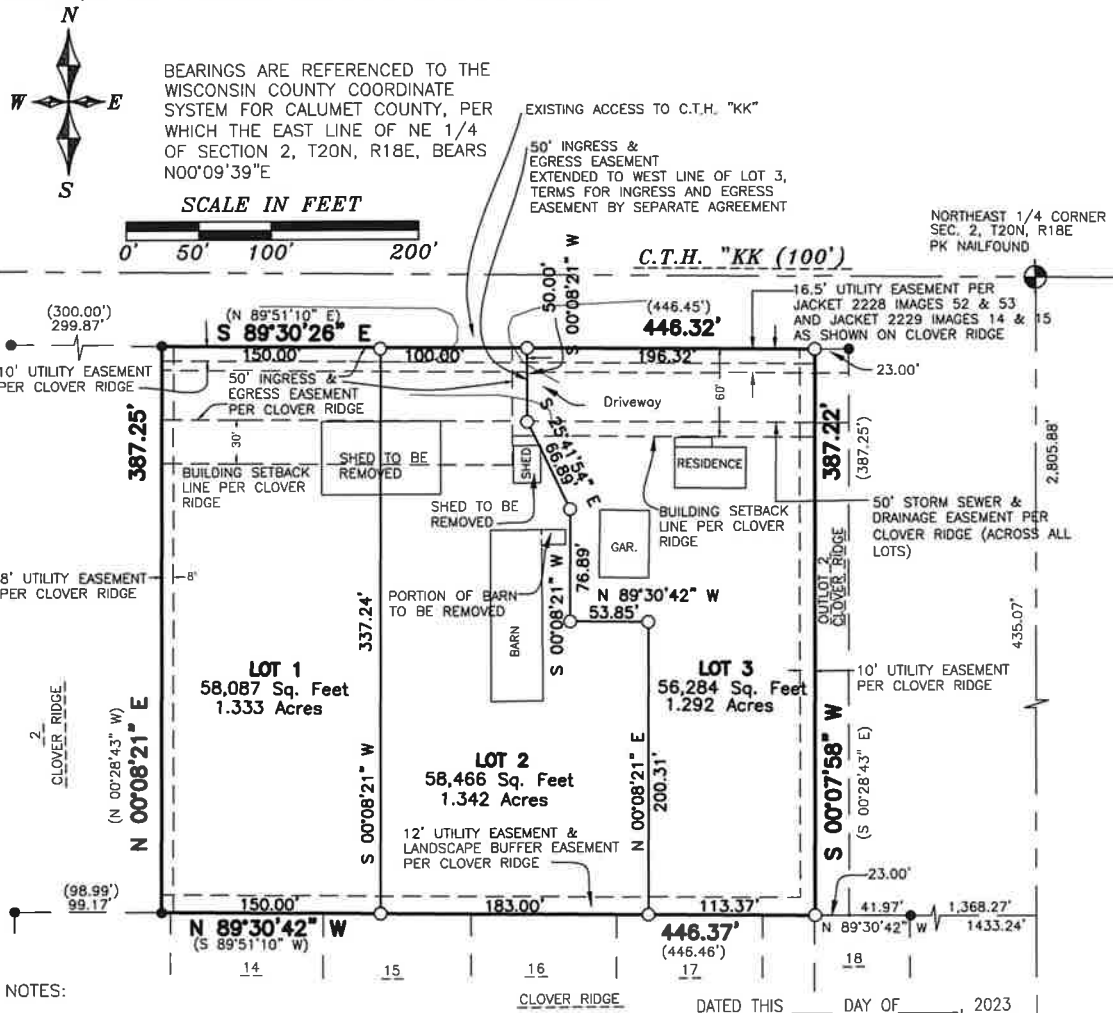 N
W
E
S
BEARINGS ARE REFERENCED TO THE
WISCONSIN COUNTY COORDINATE
SYSTEM FOR CALUMET COUNTY, PER
WHICH THE EAST LINE OF NE 1/4
OF SECTION 2, T20N, R18E, BEARS
N00°09'39"E
SCALE IN FEET
0' 50' 100' 200'
EXISTING ACCESS TO C.T.H. "KK"
50' INGRESS &
EGRESS EASEMENT
EXTENDED TO WEST LINE OF LOT 3,
TERMS FOR INGRESS AND EGRESS
EASEMENT BY SEPARATE AGREEMENT
NORTHEAST 1/4 CORNER
SEC. 2, T20N, R18E
PK NAILFOUND
C.T.H. "KK (100')
16.5' UTILITY EASEMENT PER
JACKET 2228 IMAGES 52 & 53
AND JACKET 2229 IMAGES 14 & 15
AS SHOWN ON CLOVER RIDGE
(300.00')
299.87'
(N 89°51'10" E)
S 89°30'26" E
150.00'
100.00'
50.00'
S 00°08'21" W
(446.45')
446.32'
196.32'
23.00'
10' UTILITY EASEMENT
PER CLOVER RIDGE
50' INGRESS &
EGRESS EASEMENT
PER CLOVER RIDGE
Driveway
60'
387.25'
30'
BUILDING SETBACK
LINE PER CLOVER
RIDGE
SHED TO BE
REMOVED
SHED
SHED TO BE
REMOVED
S 25°41'54" E
66.89'
RESIDENCE
BUILDING SETBACK
LINE PER CLOVER
RIDGE
GAR.
387.22'
(387.25')
2,805.88'
50' STORM SEWER &
DRAINAGE EASEMENT PER
CLOVER RIDGE (ACROSS ALL
LOTS)
8' UTILITY EASEMENT
PER CLOVER RIDGE
8'
337.24'
PORTION OF BARN
TO BE REMOVED
BARN
S 00°08'21" W
76.89'
N 89°30'42" W
53.85'
OUTLOT 2
CLOVER RIDGE
435.07'
LOT 1
58,087 Sq. Feet
1.333 Acres
LOT 3
56,284 Sq. Feet
1.292 Acres
10' UTILITY EASEMENT
PER CLOVER RIDGE
2
CLOVER RIDGE
(N 00°28'43" W)
N 00°08'21" E
S 00°08'21" W
LOT 2
58,466 Sq. Feet
1.342 Acres
N 00°08'21" E
200.31'
S 00°07'58" W
(S 00°28'43" E)
12' UTILITY EASEMENT &
LANDSCAPE BUFFER EASEMENT
PER CLOVER RIDGE
(98.99')
99.17'
150.00'
183.00'
113.37'
23.00'
41.97'
1,368.27'
N 89°30'42" W
(S 89°51'10" W)
446.37'
(446.46')
N 89°30'42" W
1433.24'
14
15
16
17
18
NOTES:
CLOVER RIDGE
DATED THIS ____ DAY OF______, 2023